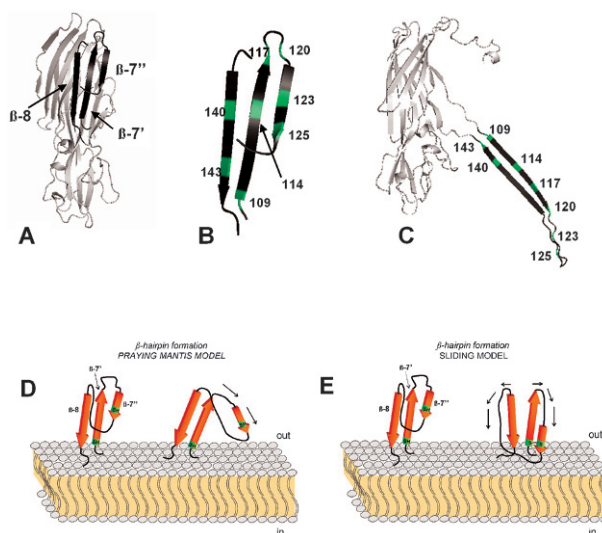 ß-7''
ß-8
ß-7'
A
117
120
140
123
125
143
114
109
B
109
143
114
140
117
120
123
125
C
β-hairpin formation
PRAYING MANTIS MODEL
D
ß-7'
ß-8
ß-7''
out
in
β-hairpin formation
SLIDING MODEL
E
ß-7'
ß-8
ß-7''
out
in